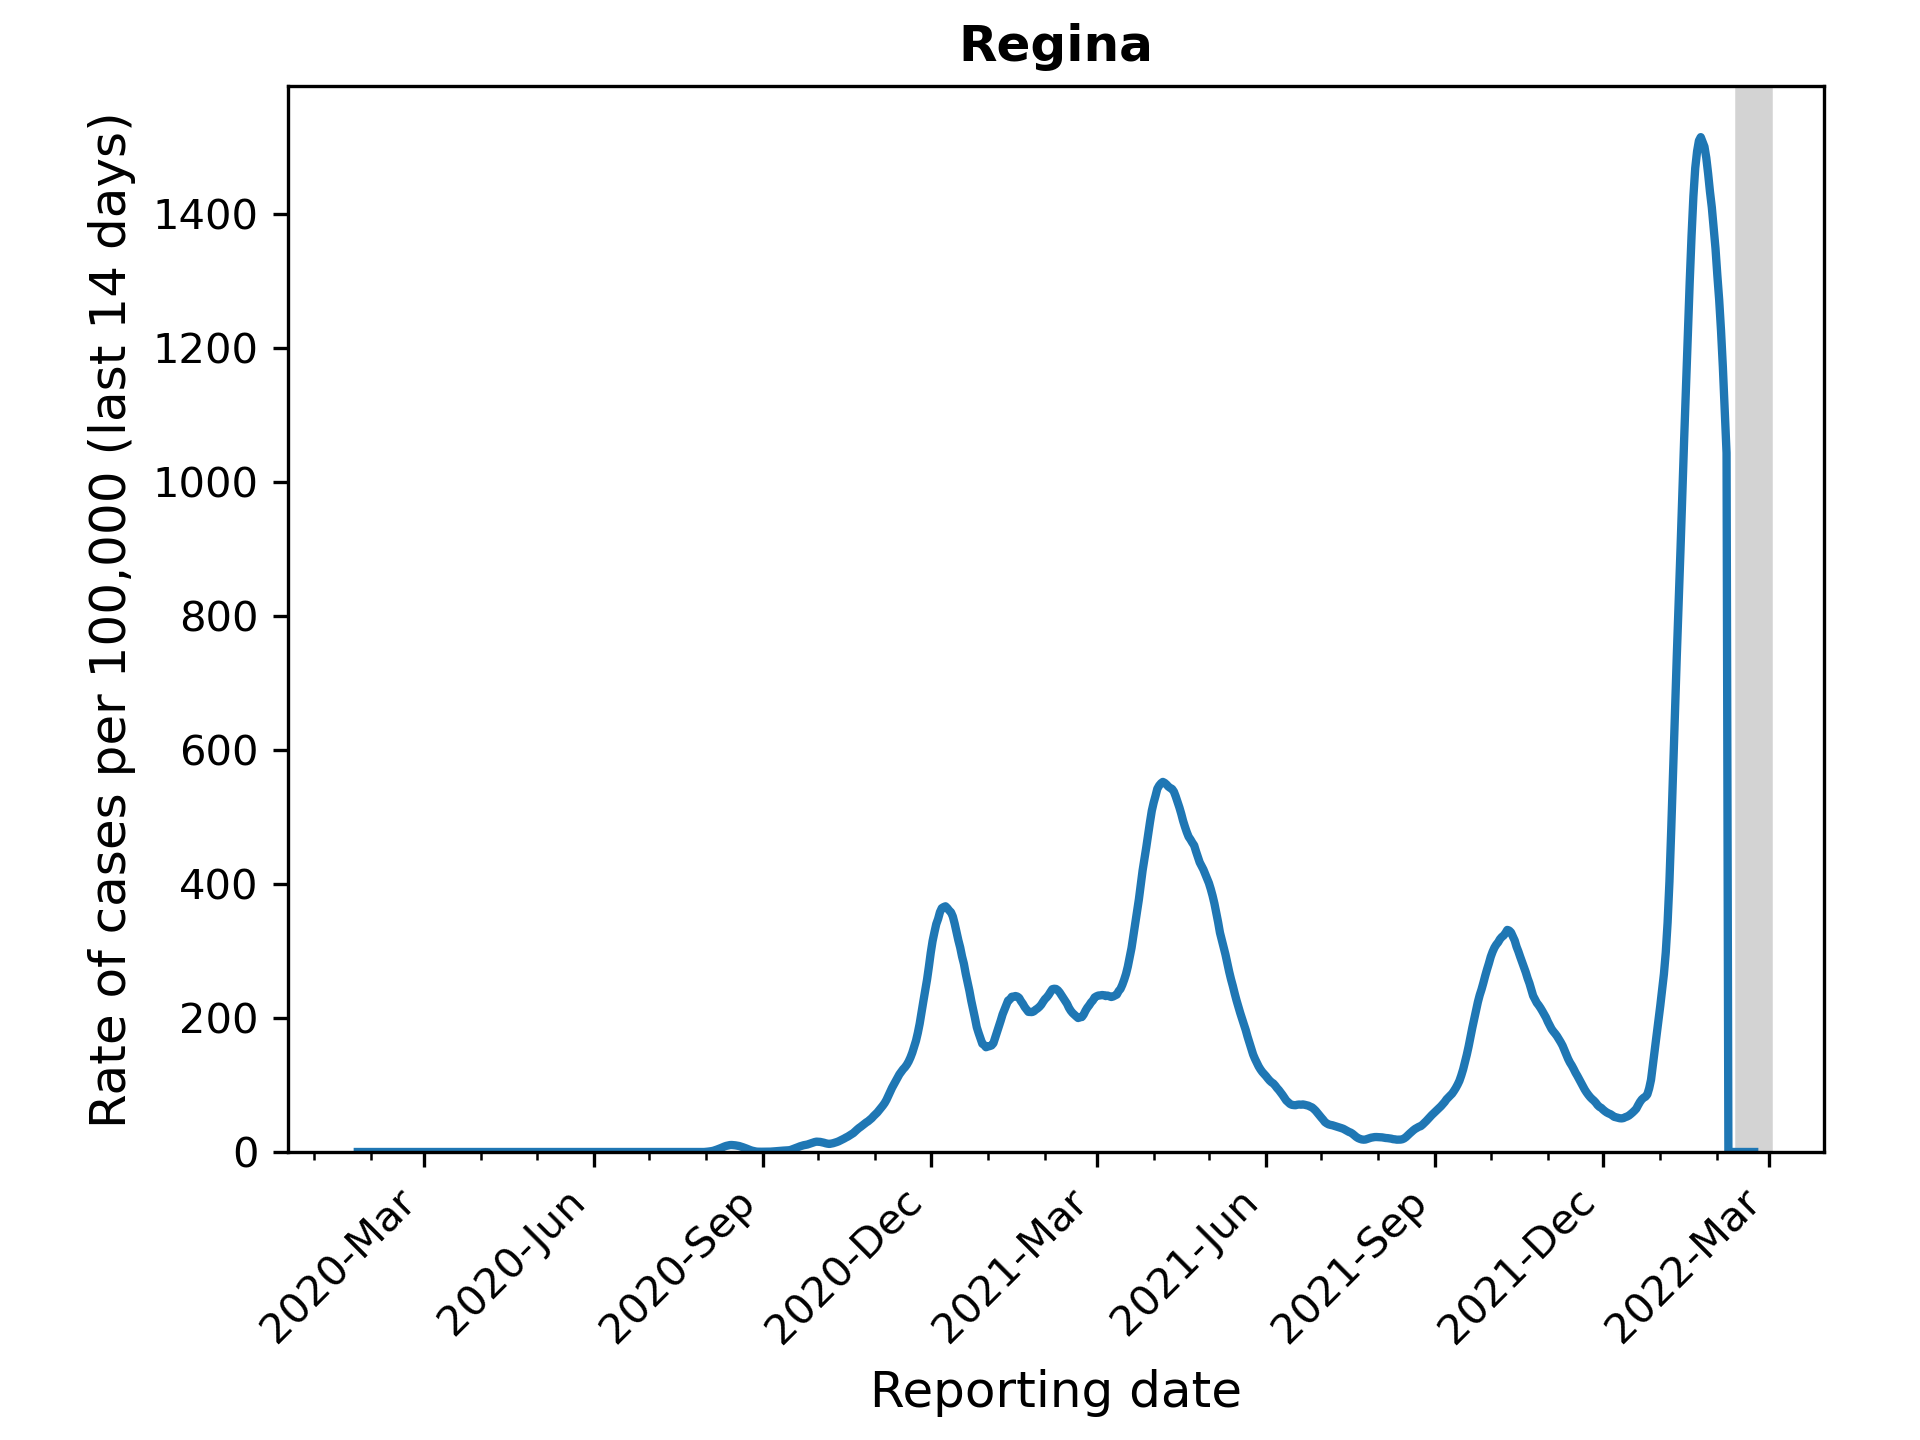 Regina
Rate of cases per 100,000 (last 14 days)
1400
1200
1000
800
600
400
200
0
2020-Mar
2020-Jun
2020-Sep
2020-Dec
2021-Mar
2021-Jun
2021-Sep
2021-Dec
2022-Mar
Reporting date